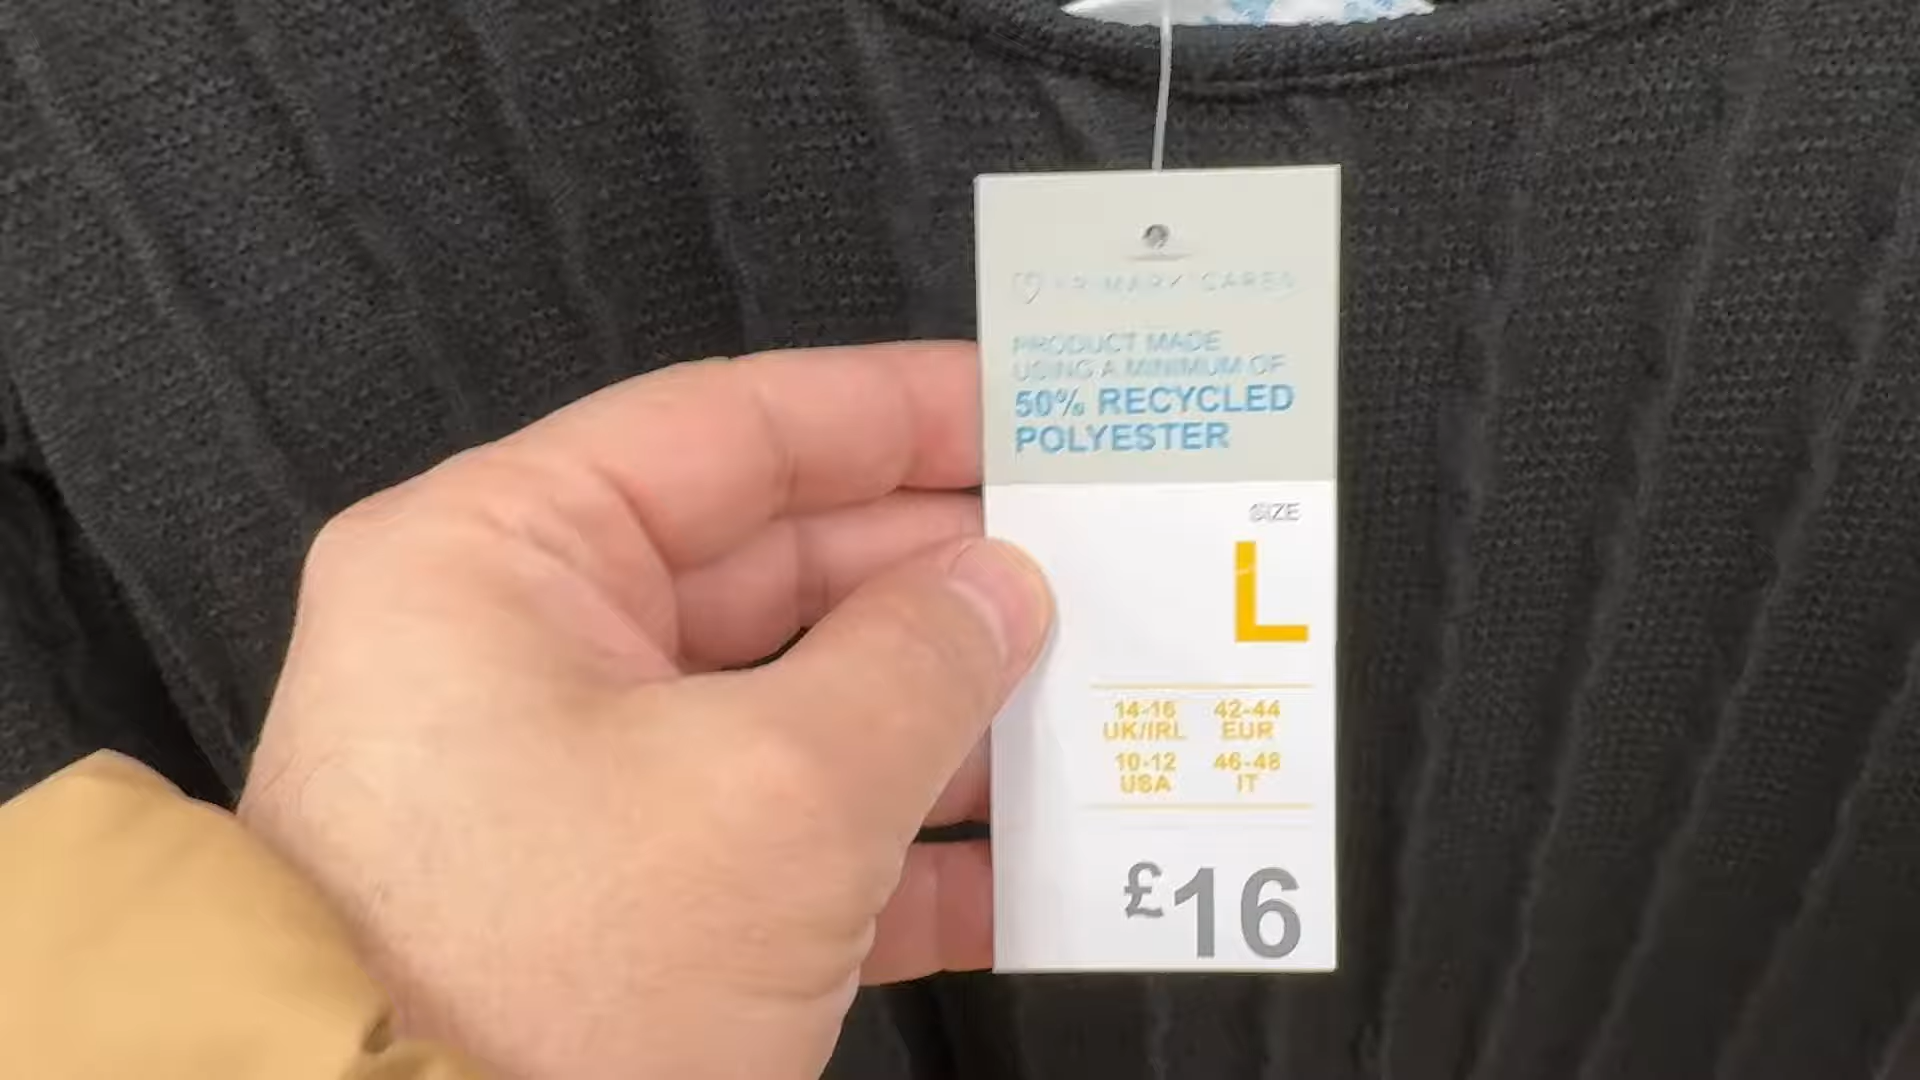 PRIMARK CARES
PRODUCT MADE
USING A MINIMUM OF
50% RECYCLED
POLYESTER
SIZE
L
14-16 42-44
UK/IRL EUR
10-12 46-48
USA IT
£16